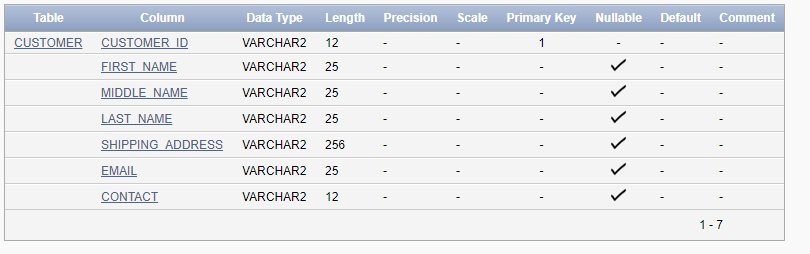 Table Column Data Type Length Precision Scale Primary Key Nullable Default Comment
CUSTOMER CUSTOMER_ID VARCHAR2 12 - - 1 - - -
FIRST_NAME VARCHAR2 25 - - - ✓ - -
MIDDLE_NAME VARCHAR2 25 - - - ✓ - -
LAST_NAME VARCHAR2 25 - - - ✓ - -
SHIPPING_ADDRESS VARCHAR2 256 - - - ✓ - -
EMAIL VARCHAR2 25 - - - ✓ - -
CONTACT VARCHAR2 12 - - - ✓ - -
1 - 7